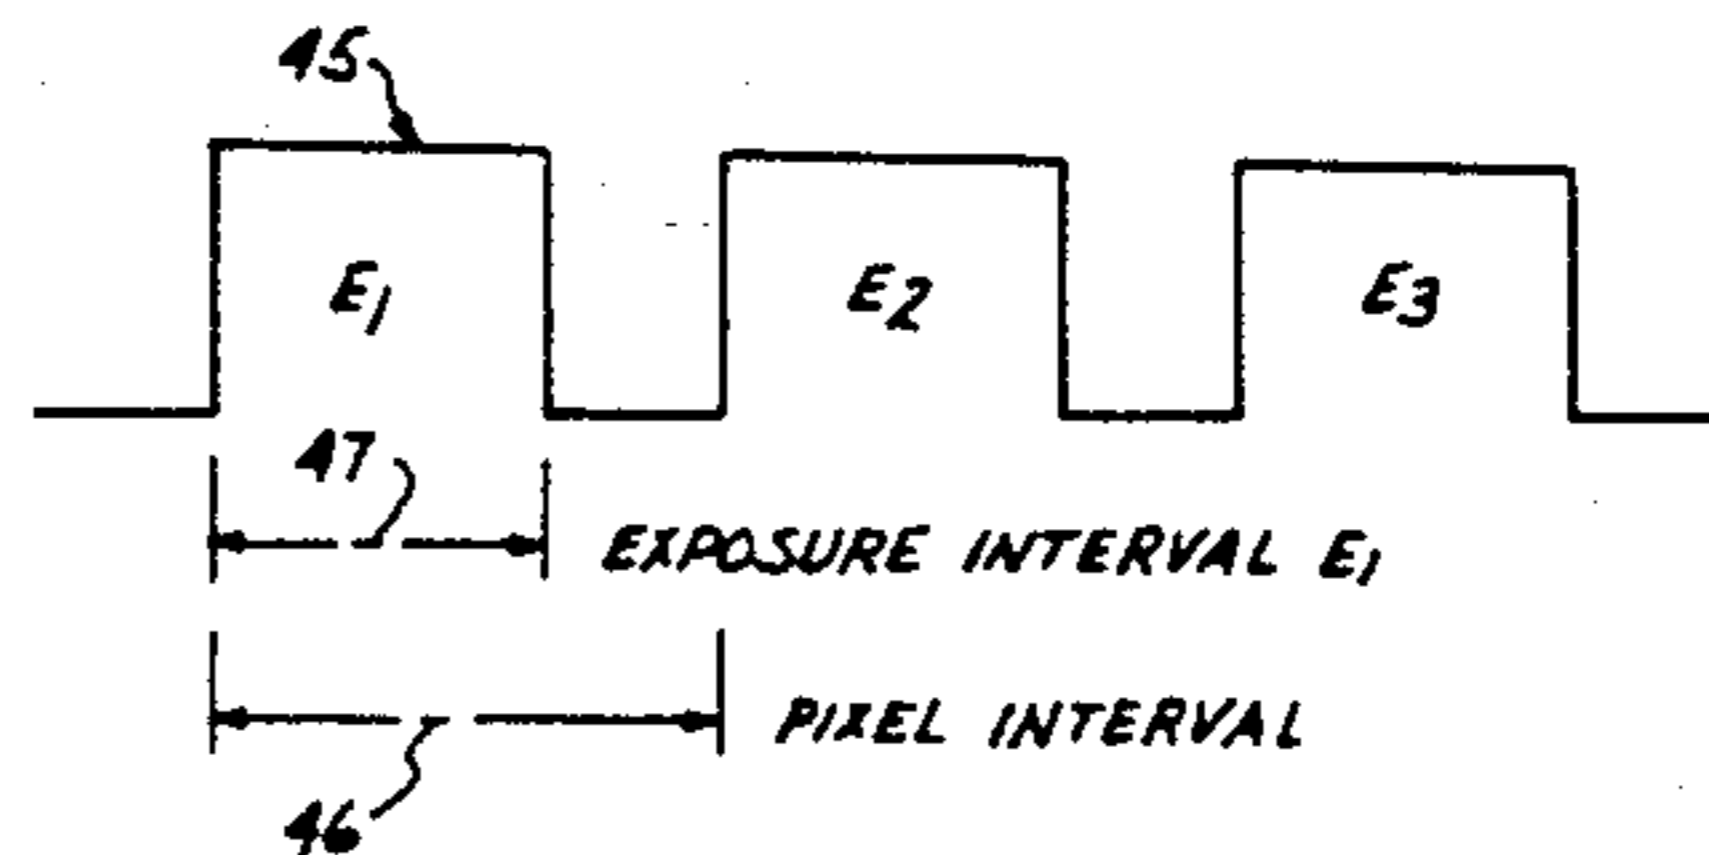 45
E1 E2 E3
47
EXPOSURE INTERVAL E1
PIXEL INTERVAL
46